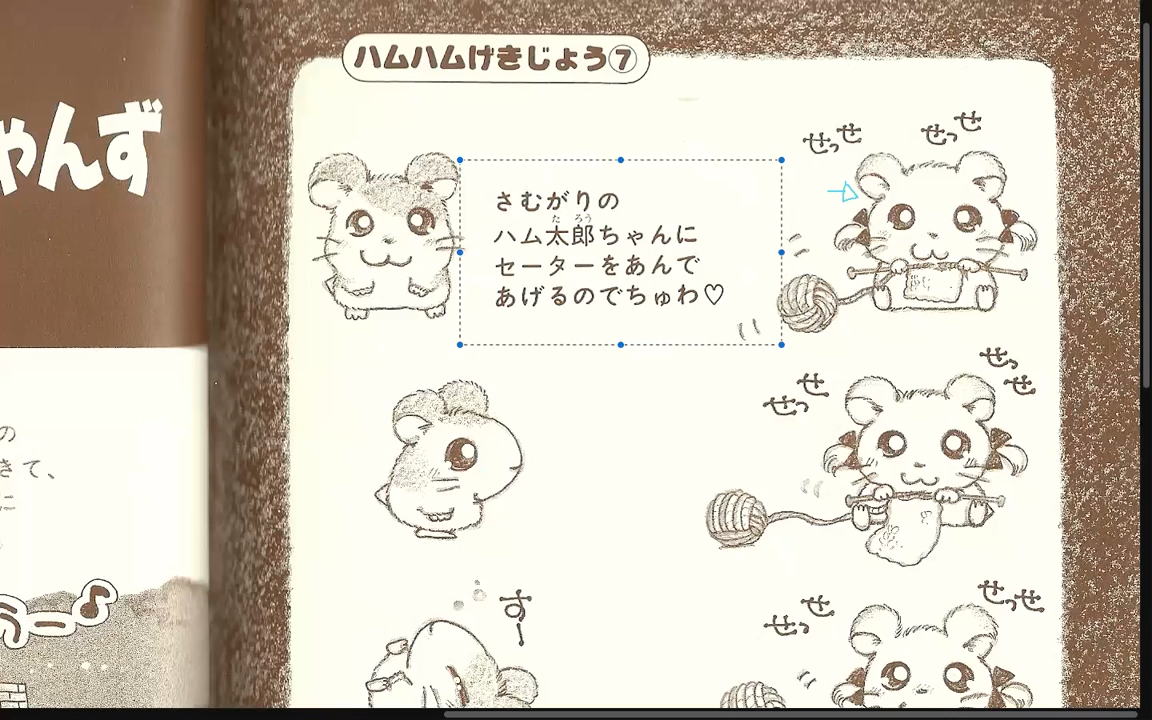 ハムハムげきじょう⑦
ゃんず
せっせ
せっせ
さむがりの
ハム太郎ちゃんに
セーターをあんで
あげるのでちゅわ♡
た ろう
せっせ
せっせ
の
きて、
に
すー
せっせ
せっせ